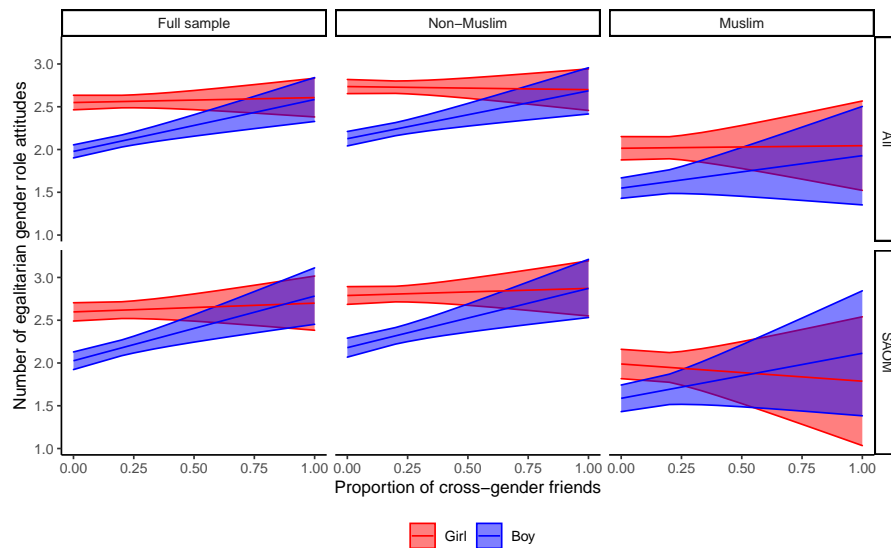 Full sample Non−Muslim Muslim
Number of egalitarian gender role attitudes
3.0
2.5
2.0
1.5
1.0
All
3.0
2.5
2.0
1.5
1.0
SAOM
0.00 0.25 0.50 0.75 1.00 0.00 0.25 0.50 0.75 1.00 0.00 0.25 0.50 0.75 1.00
Proportion of cross−gender friends
Girl Boy